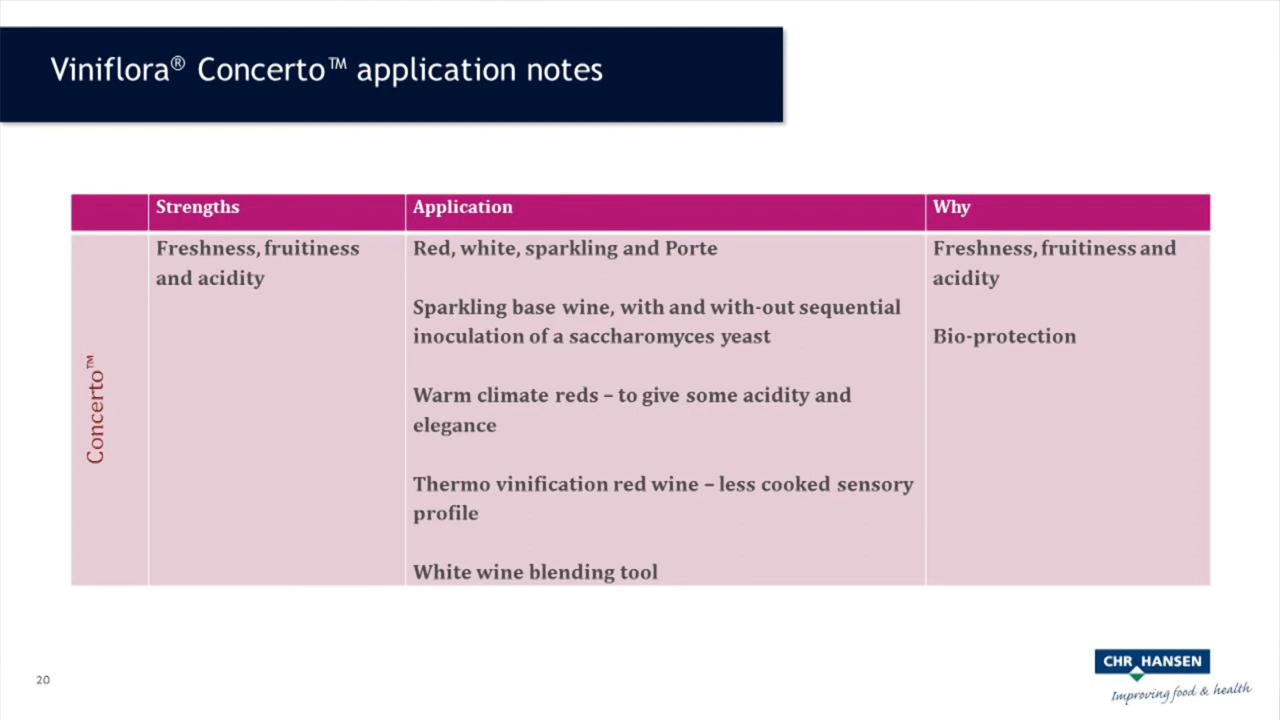 Viniflora® Concerto™ application notes
Strengths
Application
Why
Concerto™
Freshness, fruitiness
and acidity
Red, white, sparkling and Porte
Sparkling base wine, with and with-out sequential
inoculation of a saccharomyces yeast
Warm climate reds – to give some acidity and
elegance
Thermo vinification red wine – less cooked sensory
profile
White wine blending tool
Freshness, fruitiness and
acidity
Bio-protection
20
CHR HANSEN
Improving food & health